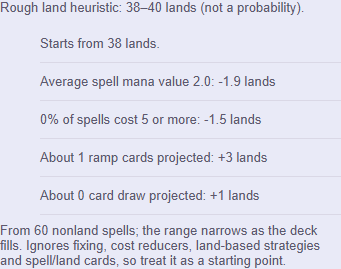 Rough land heuristic: 38–40 lands (not a probability).
Starts from 38 lands.
Average spell mana value 2.0: -1.9 lands
0% of spells cost 5 or more: -1.5 lands
About 1 ramp cards projected: +3 lands
About 0 card draw projected: +1 lands
From 60 nonland spells; the range narrows as the deck
fills. Ignores fixing, cost reducers, land-based strategies
and spell/land cards, so treat it as a starting point.